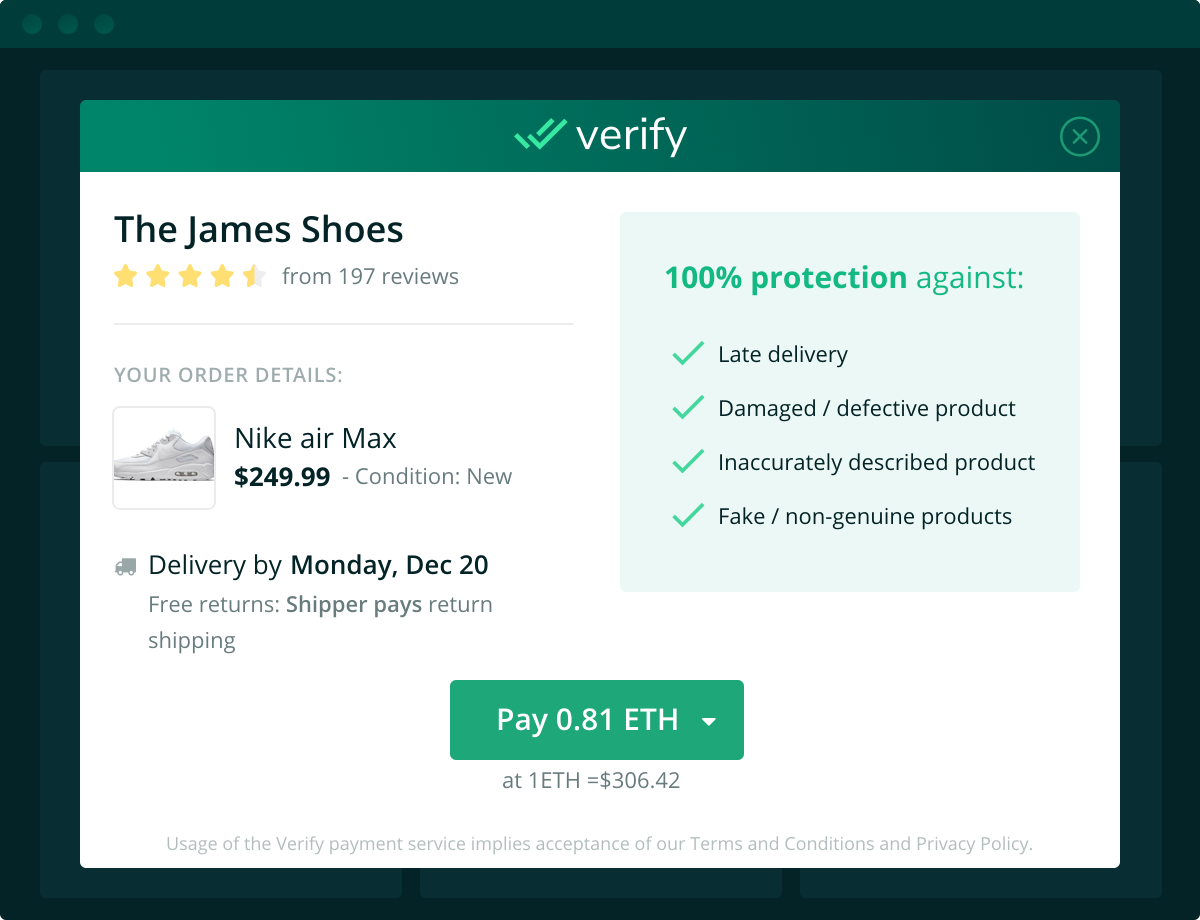 verify
The James Shoes
from 197 reviews
YOUR ORDER DETAILS:
Nike air Max
$249.99 - Condition: New
Delivery by Monday, Dec 20
Free returns: Shipper pays return
shipping
100% protection against:
Late delivery
Damaged / defective product
Inaccurately described product
Fake / non-genuine products
Pay 0.81 ETH
at 1ETH =$306.42
Usage of the Verify payment service implies acceptance of our Terms and Conditions and Privacy Policy.